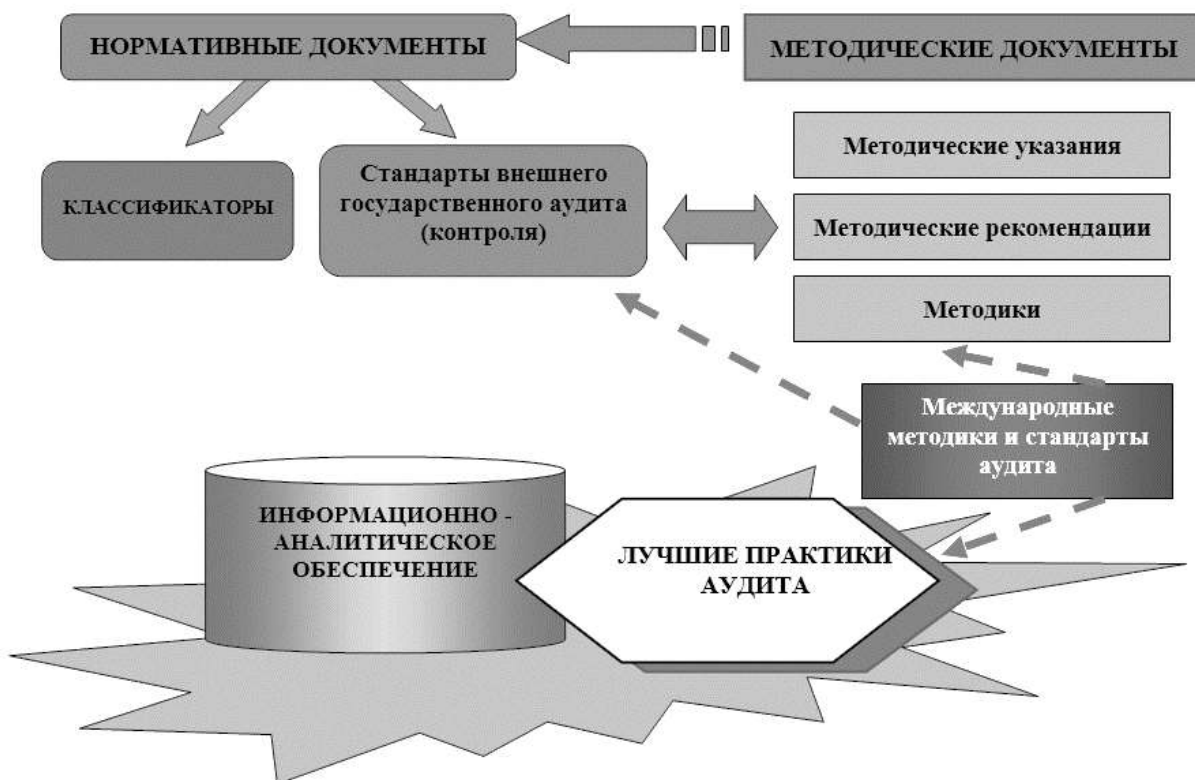 НОРМАТИВНЫЕ ДОКУМЕНТЫ
МЕТОДИЧЕСКИЕ ДОКУМЕНТЫ
КЛАССИФИКАТОРЫ
Стандарты внешнего
государственного аудита
(контроля)
Методические указания
Методические рекомендации
Методики
Международные
методики и стандарты
аудита
ИНФОРМАЦИОННО -
АНАЛИТИЧЕСКОЕ
ОБЕСПЕЧЕНИЕ
ЛУЧШИЕ ПРАКТИКИ
АУДИТА